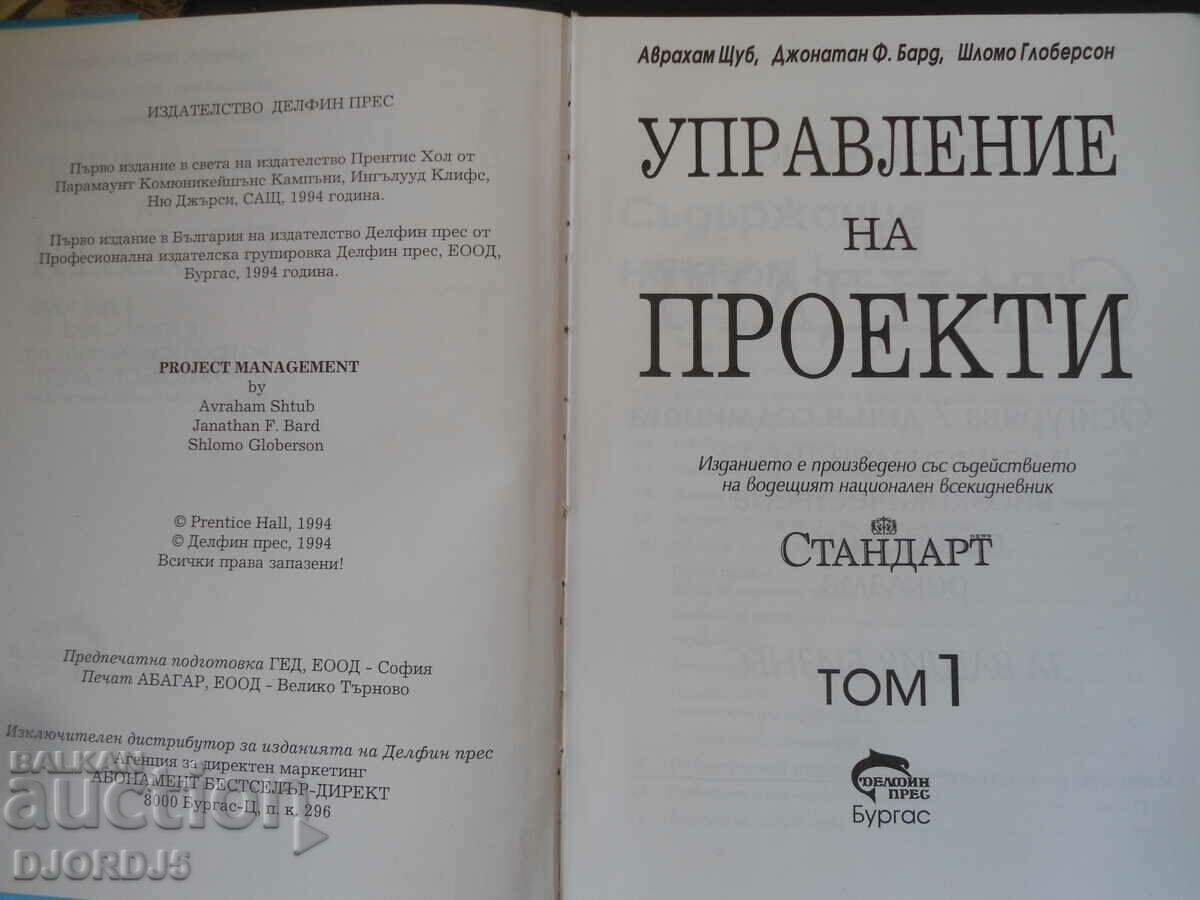 ИЗДАТЕЛСТВО ДЕЛФИН ПРЕС
Първо издание в света на издателство Прентис Хол от
Парамаунт Комюникейшънс Кампъни, Ингълууд Клифс,
Ню Джърси, САЩ, 1994 година.
Първо издание в България на издателство Делфин прес от
Професионална издателска групировка Делфин прес, ЕООД,
Бургас, 1994 година.
PROJECT MANAGEMENT
by
Avraham Shtub
Janathan F. Bard
Shlomo Globerson
© Prentice Hall, 1994
© Делфин прес, 1994
Всички права запазени!
Предпечатна подготовка ГЕД, ЕООД - София
Печат АБАГАР, ЕООД - Велико Търново
Изключителен дистрибутор за изданията на Делфин прес
Агенция за директен маркетинг
АБОНАМЕНТ БЕСТСЕЛЪР-ДИРЕКТ
8000 Бургас-Ц, п. к. 296
BALKAN
auction
DJORDJ5
Аврахам Щуб, Джонатан Ф. Бард, Шломо Глоберсон
УПРАВЛЕНИЕ
НА
ПРОЕКТИ
Изданието е произведено със съдействието
на водещият национален всекидневник
СТАНДАРТ
ТОМ 1
ДЕЛФИН
ПРЕС
Бургас